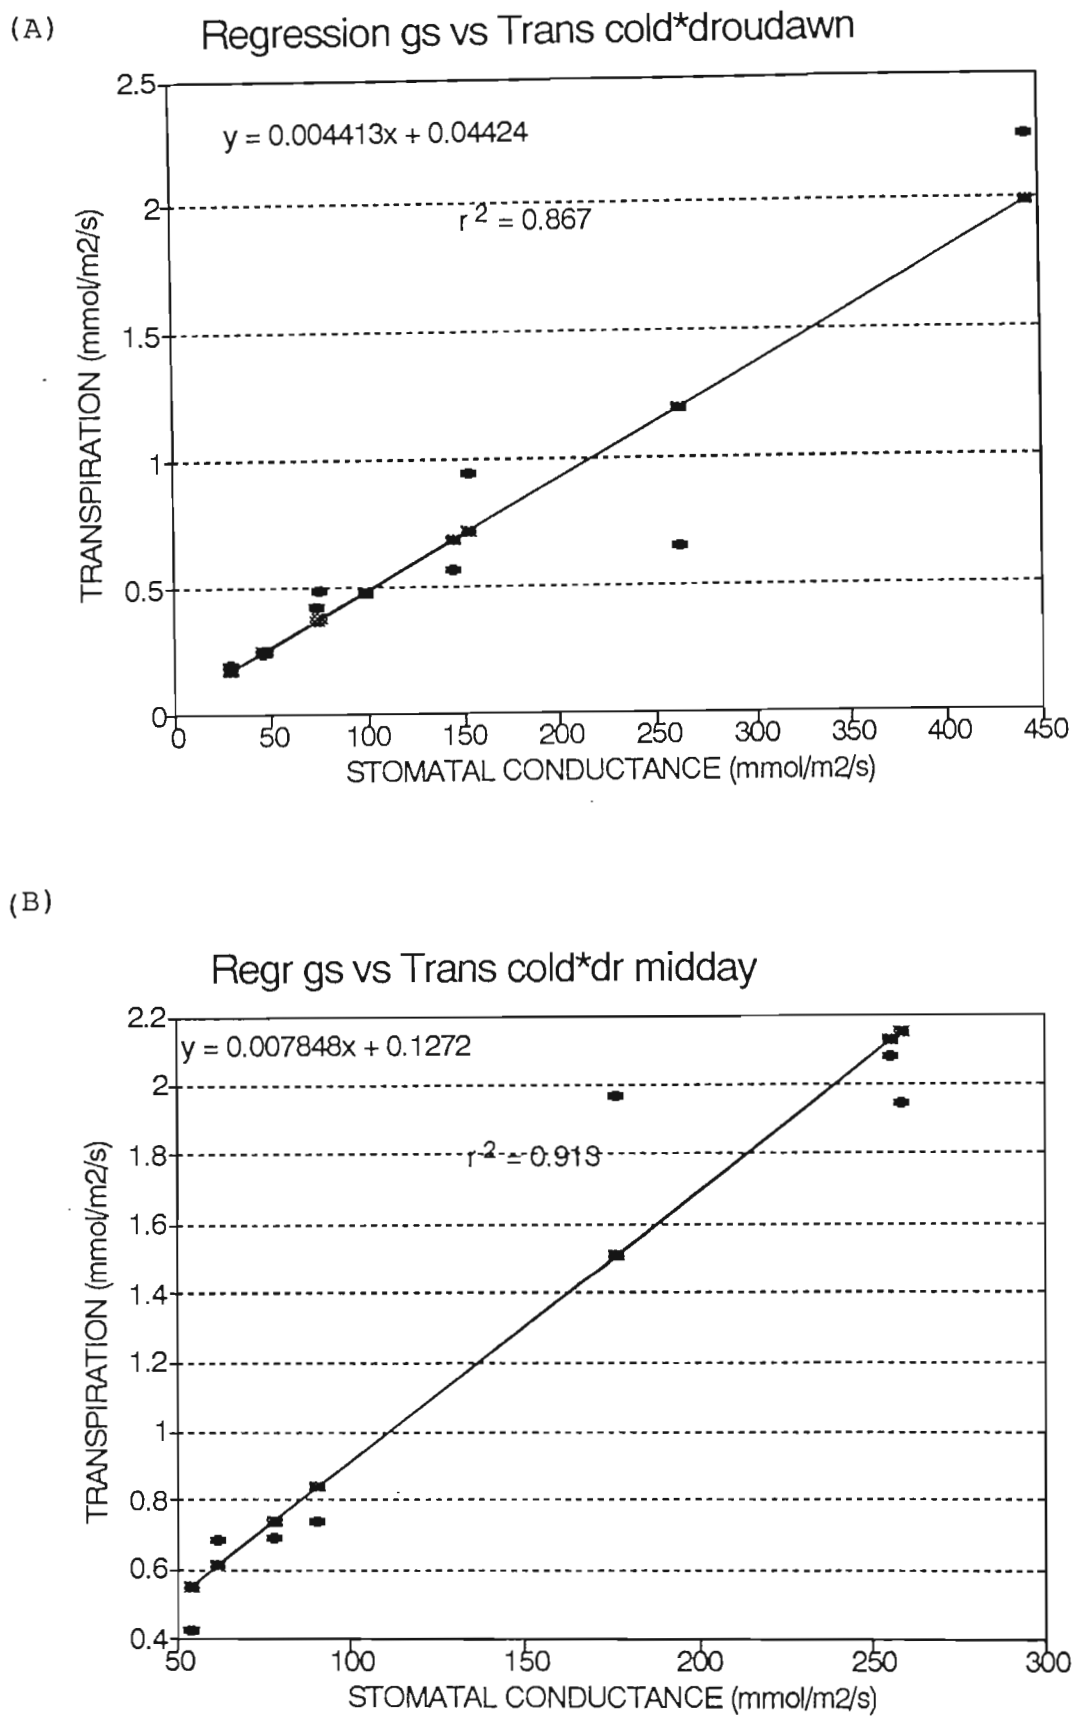 (A)
Regression gs vs Trans cold*droudawn
2.5
y = 0.004413x + 0.04424
2
r 2 = 0.867
1.5
1
0.5
0
0 50 100 150 200 250 300 350 400 450
TRANSPIRATION (mmol/m2/s)
STOMATAL CONDUCTANCE (mmol/m2/s)
(B)
Regr gs vs Trans cold*dr midday
2.2
y = 0.007848x + 0.1272
2
1.8
r 2 = 0.913
1.6
1.4
1.2
1
0.8
0.6
0.4
50 100 150 200 250 300
TRANSPIRATION (mmol/m2/s)
STOMATAL CONDUCTANCE (mmol/m2/s)